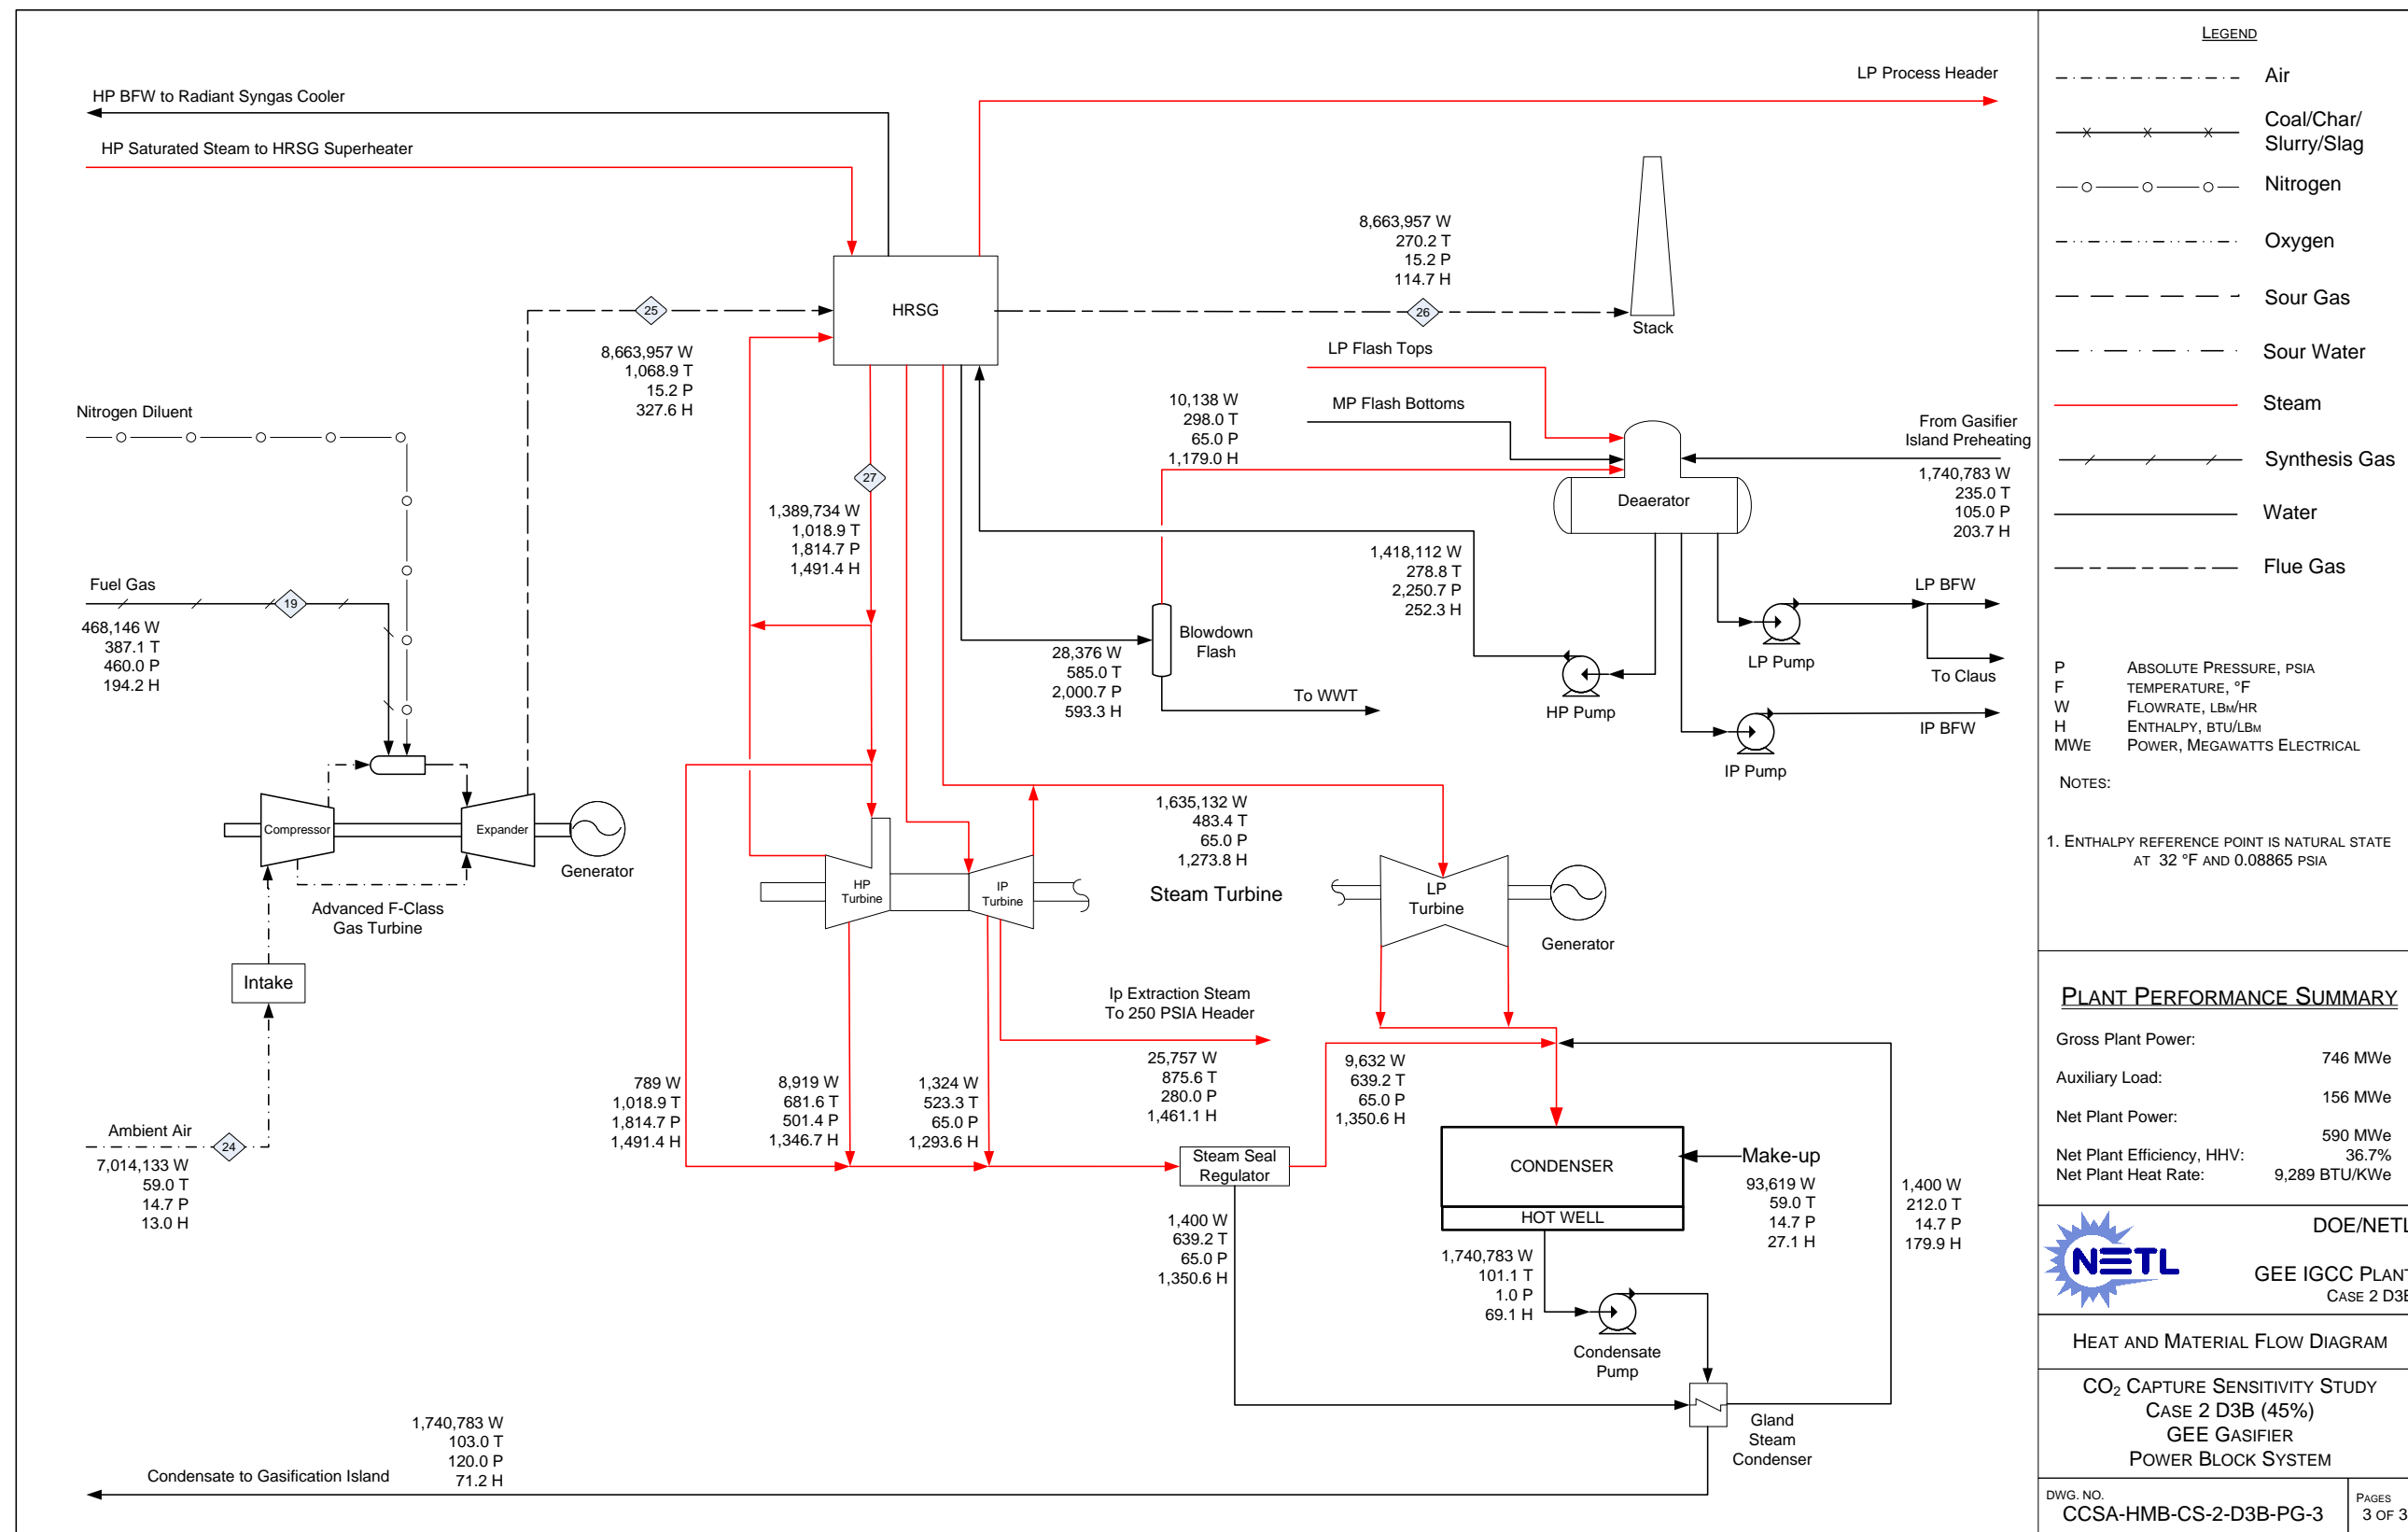 LEGEND
Air
Coal/Char/
Slurry/Slag
Nitrogen
Oxygen
Sour Gas
Sour Water
Steam
Synthesis Gas
Water
Flue Gas
P ABSOLUTE PRESSURE, PSIA
F TEMPERATURE, °F
W FLOWRATE, LBM/HR
H ENTHALPY, BTU/LBM
MWE POWER, MEGAWATTS ELECTRICAL
NOTES:
1. ENTHALPY REFERENCE POINT IS NATURAL STATE
AT 32 °F AND 0.08865 PSIA
PLANT PERFORMANCE SUMMARY
Gross Plant Power:
746 MWe
Auxiliary Load:
156 MWe
Net Plant Power:
590 MWe
Net Plant Efficiency, HHV: 36.7%
Net Plant Heat Rate: 9,289 BTU/KWe
NETL
DOE/NETL
GEE IGCC PLANT
CASE 2 D3B
HEAT AND MATERIAL FLOW DIAGRAM
CO₂ CAPTURE SENSITIVITY STUDY
CASE 2 D3B (45%)
GEE GASIFIER
POWER BLOCK SYSTEM
DWG. NO.
CCSA-HMB-CS-2-D3B-PG-3
PAGES
3 OF 3
HP BFW to Radiant Syngas Cooler
HP Saturated Steam to HRSG Superheater
LP Process Header
HRSG
25
8,663,957 W
1,068.9 T
15.2 P
327.6 H
8,663,957 W
270.2 T
15.2 P
114.7 H
26
Stack
Nitrogen Diluent
Fuel Gas
19
468,146 W
387.1 T
460.0 P
194.2 H
27
1,389,734 W
1,018.9 T
1,814.7 P
1,491.4 H
LP Flash Tops
MP Flash Bottoms
10,138 W
298.0 T
65.0 P
1,179.0 H
From Gasifier
Island Preheating
1,740,783 W
235.0 T
105.0 P
203.7 H
Deaerator
1,418,112 W
278.8 T
2,250.7 P
252.3 H
Blowdown
Flash
28,376 W
585.0 T
2,000.7 P
593.3 H
To WWT
HP Pump
LP Pump
LP BFW
To Claus
IP BFW
IP Pump
Compressor
Expander
Generator
Advanced F-Class
Gas Turbine
Intake
Ambient Air
24
7,014,133 W
59.0 T
14.7 P
13.0 H
1,635,132 W
483.4 T
65.0 P
1,273.8 H
HP
Turbine
IP
Turbine
Steam Turbine
LP
Turbine
Generator
Ip Extraction Steam
To 250 PSIA Header
25,757 W
875.6 T
280.0 P
1,461.1 H
789 W
1,018.9 T
1,814.7 P
1,491.4 H
8,919 W
681.6 T
501.4 P
1,346.7 H
1,324 W
523.3 T
65.0 P
1,293.6 H
9,632 W
639.2 T
65.0 P
1,350.6 H
Steam Seal
Regulator
1,400 W
639.2 T
65.0 P
1,350.6 H
CONDENSER
HOT WELL
Make-up
93,619 W
59.0 T
14.7 P
27.1 H
1,400 W
212.0 T
14.7 P
179.9 H
1,740,783 W
101.1 T
1.0 P
69.1 H
Condensate
Pump
Gland
Steam
Condenser
1,740,783 W
103.0 T
120.0 P
71.2 H
Condensate to Gasification Island